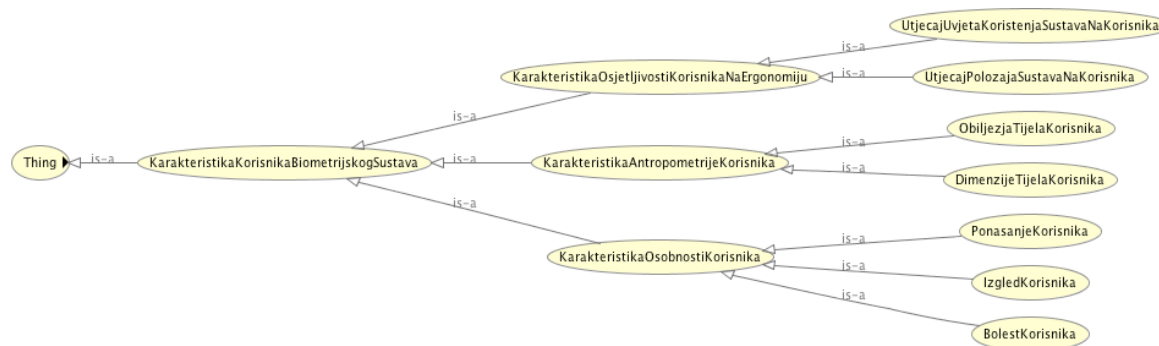 UtjecajUvjetaKoristenjaSustavaNaKorisnika
is-a
KarakteristikaOsjetljivostiKorisnikaNaErgonomiju
is-a
UtjecajPolozajaSustavaNaKorisnika
is-a
ObiljezjaTijelaKorisnika
is-a
Thing
is-a
KarakteristikaKorisnikaBiometrijskogSustava
is-a
KarakteristikaAntropometrijeKorisnika
is-a
DimenzijeTijelaKorisnika
is-a
PonasanjeKorisnika
is-a
KarakteristikaOsobnostiKorisnika
is-a
IzgledKorisnika
is-a
BolestKorisnika